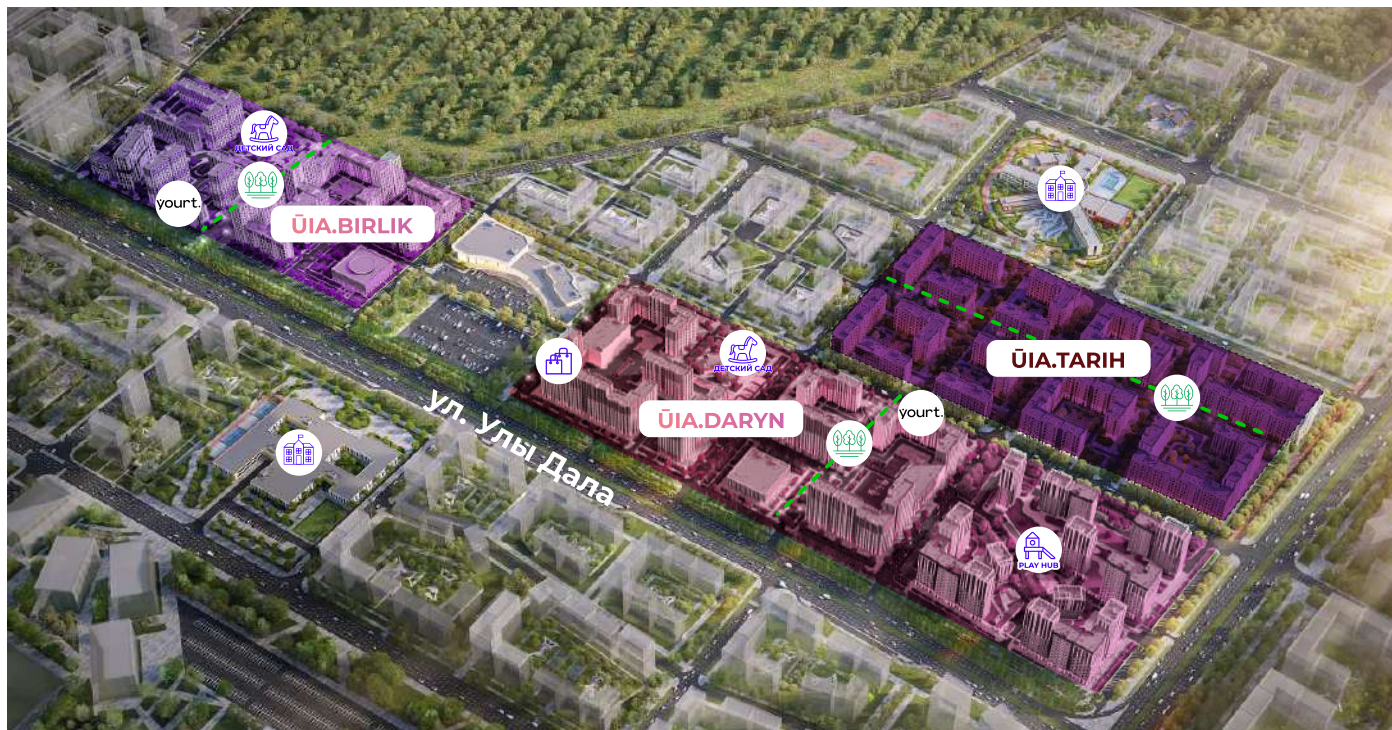 ДЕТСКИЙ САД
yourt.
ŪIA.BIRLIK
ŪIA.TARIH
ДЕТСКИЙ САД
ŪIA.DARYN
yourt.
ул. Улы Дала
PLAY HUB